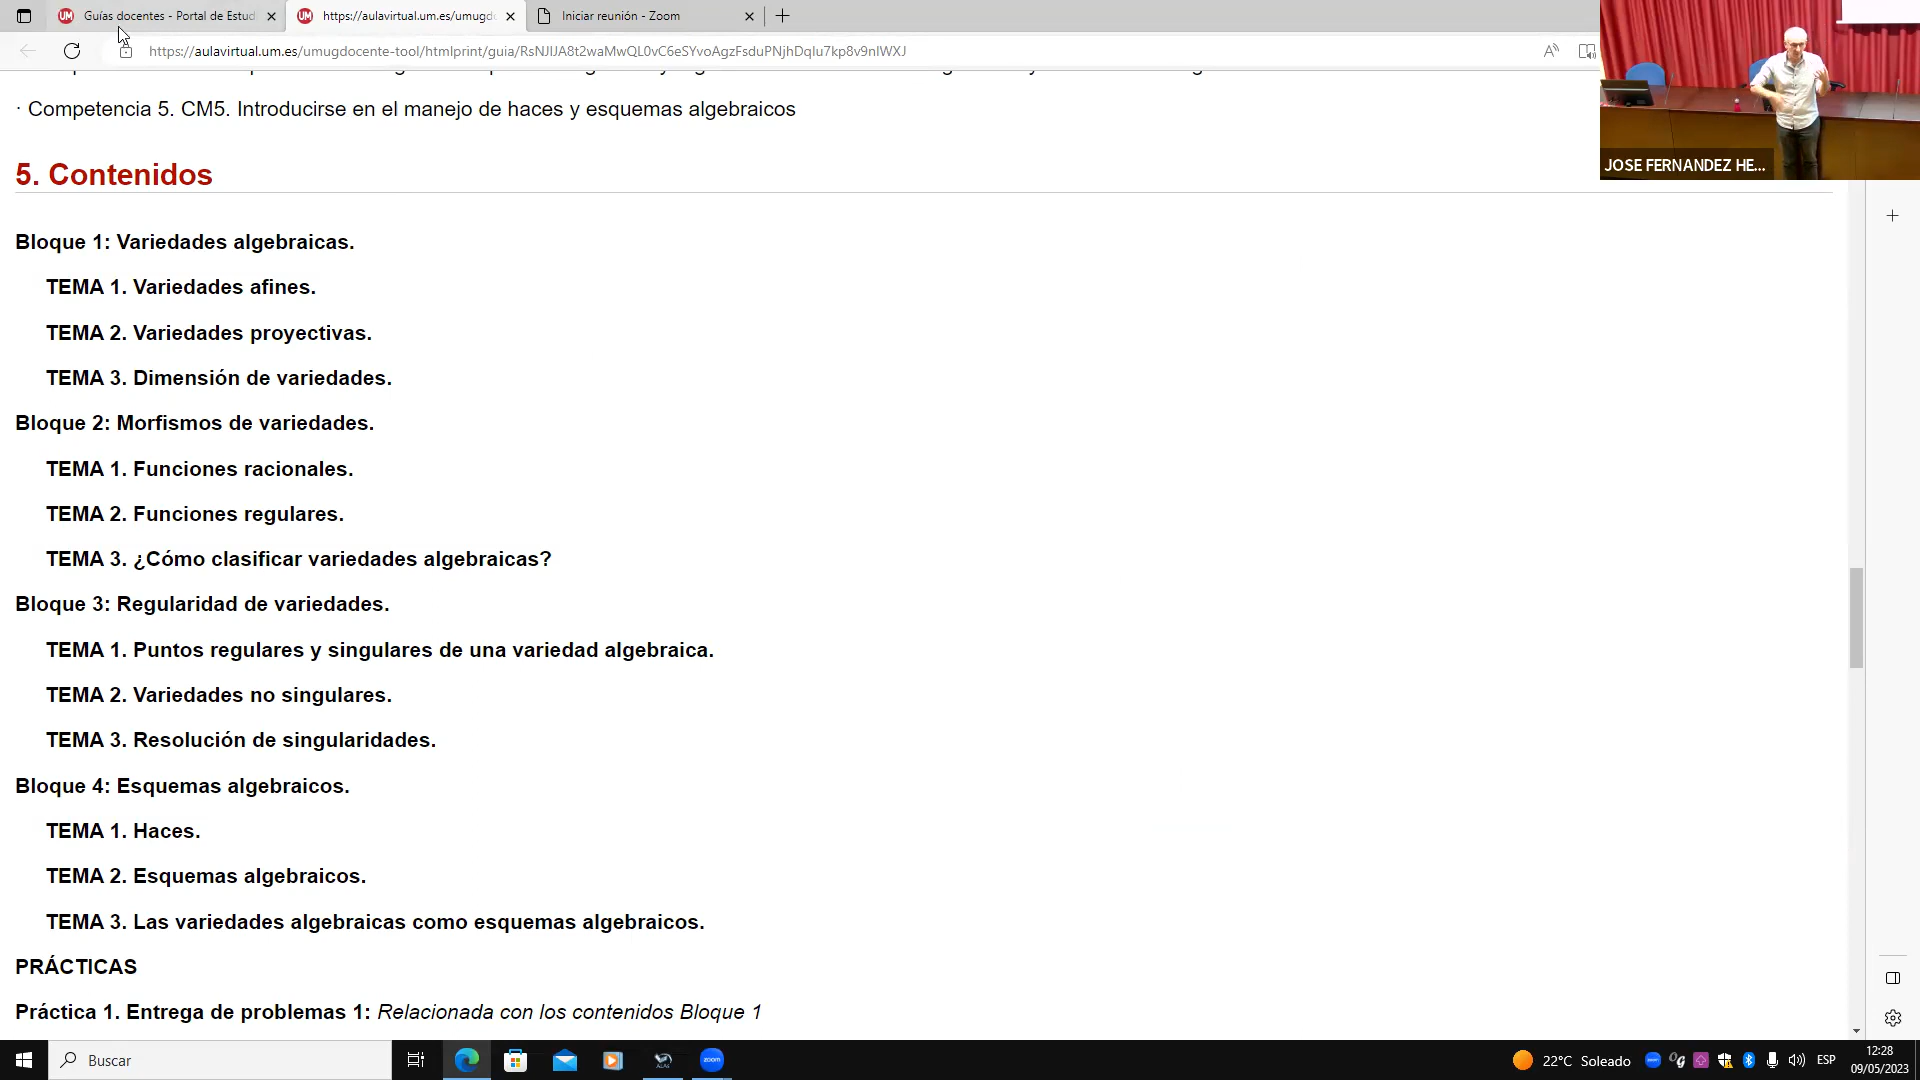 Guías docentes - Portal de Estud
https://aulavirtual.um.es/umugdo
Iniciar reunión - Zoom
https://aulavirtual.um.es/umugdocente-tool/htmlprint/guia/RsNJIJA8t2waMwQL0vC6eSYvoAgzFsduPNjhDqlu7kp8v9nIWXJ
· Competencia 5. CM5. Introducirse en el manejo de haces y esquemas algebraicos
JOSE FERNANDEZ HE...
5. Contenidos
Bloque 1: Variedades algebraicas.
TEMA 1. Variedades afines.
TEMA 2. Variedades proyectivas.
TEMA 3. Dimensión de variedades.
Bloque 2: Morfismos de variedades.
TEMA 1. Funciones racionales.
TEMA 2. Funciones regulares.
TEMA 3. ¿Cómo clasificar variedades algebraicas?
Bloque 3: Regularidad de variedades.
TEMA 1. Puntos regulares y singulares de una variedad algebraica.
TEMA 2. Variedades no singulares.
TEMA 3. Resolución de singularidades.
Bloque 4: Esquemas algebraicos.
TEMA 1. Haces.
TEMA 2. Esquemas algebraicos.
TEMA 3. Las variedades algebraicas como esquemas algebraicos.
PRÁCTICAS
Práctica 1. Entrega de problemas 1: Relacionada con los contenidos Bloque 1
Buscar
22°C Soleado
ESP
12:28
09/05/2023